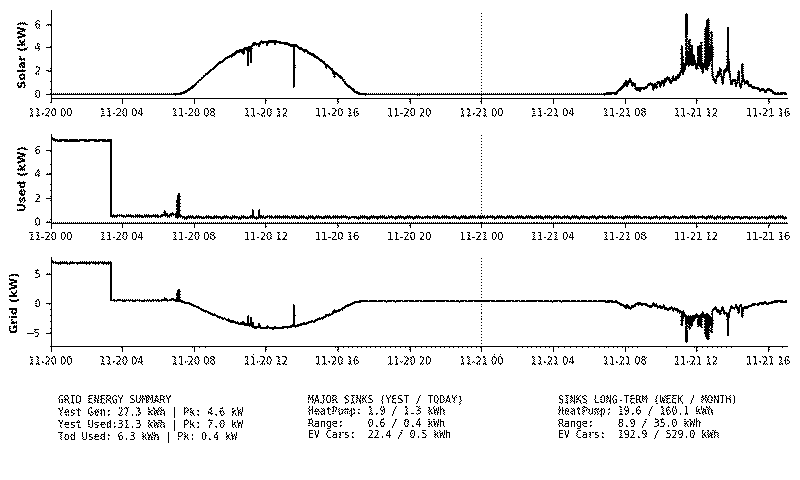 Solar (kW)
6
4
2
0
11-20 00 11-20 04 11-20 08 11-20 12 11-20 16 11-20 20 11-21 00 11-21 04 11-21 08 11-21 12 11-21 16
Used (kW)
6
4
2
0
11-20 00 11-20 04 11-20 08 11-20 12 11-20 16 11-20 20 11-21 00 11-21 04 11-21 08 11-21 12 11-21 16
Grid (kW)
5
0
−5
11-20 00 11-20 04 11-20 08 11-20 12 11-20 16 11-20 20 11-21 00 11-21 04 11-21 08 11-21 12 11-21 16
GRID ENERGY SUMMARY
Yest Gen: 27.3 kWh | Pk: 4.6 kW
Yest Used:31.3 kWh | Pk: 7.0 kW
Tod Used: 6.3 kWh | Pk: 0.4 kW
MAJOR SINKS (YEST / TODAY)
HeatPump: 1.9 / 1.3 kWh
Range: 0.6 / 0.4 kWh
EV Cars: 22.4 / 0.5 kWh
SINKS LONG-TERM (WEEK / MONTH)
HeatPump: 19.6 / 160.1 kWh
Range: 8.9 / 35.0 kWh
EV Cars: 192.9 / 529.0 kWh